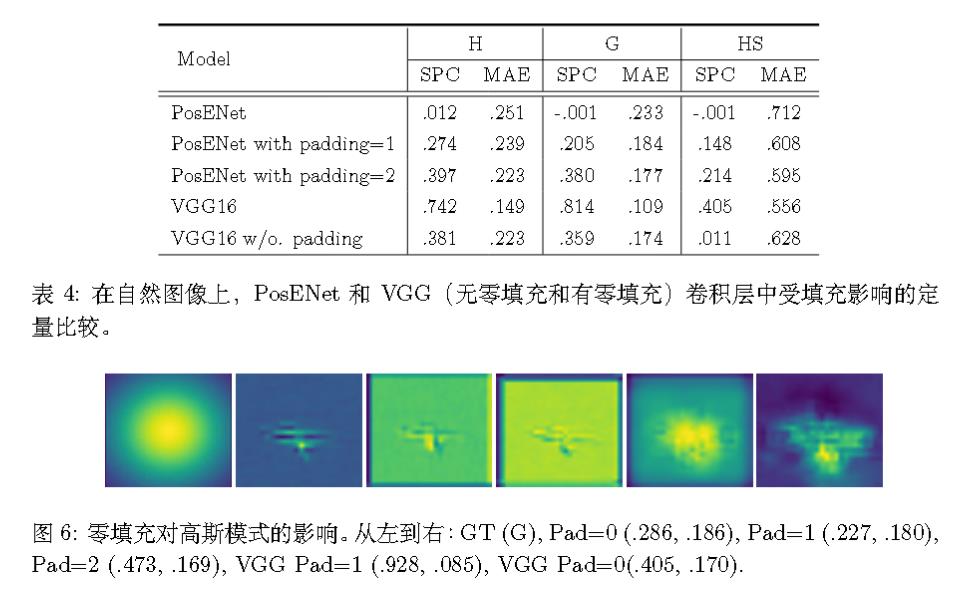 Model H G HS
SPC MAE SPC MAE SPC MAE
PosENet .012 .251 -.001 .233 -.001 .712
PosENet with padding=1 .274 .239 .205 .184 .148 .608
PosENet with padding=2 .397 .223 .380 .177 .214 .595
VGG16 .742 .149 .814 .109 .405 .556
VGG16 w/o. padding .381 .223 .359 .174 .011 .628
表 4: 在自然图像上，PosENet 和 VGG（无零填充和有零填充）卷积层中受填充影响的定
量比较。
图 6: 零填充对高斯模式的影响。从左到右: GT (G), Pad=0 (.286, .186), Pad=1 (.227, .180),
Pad=2 (.473, .169), VGG Pad=1 (.928, .085), VGG Pad=0(.405, .170).